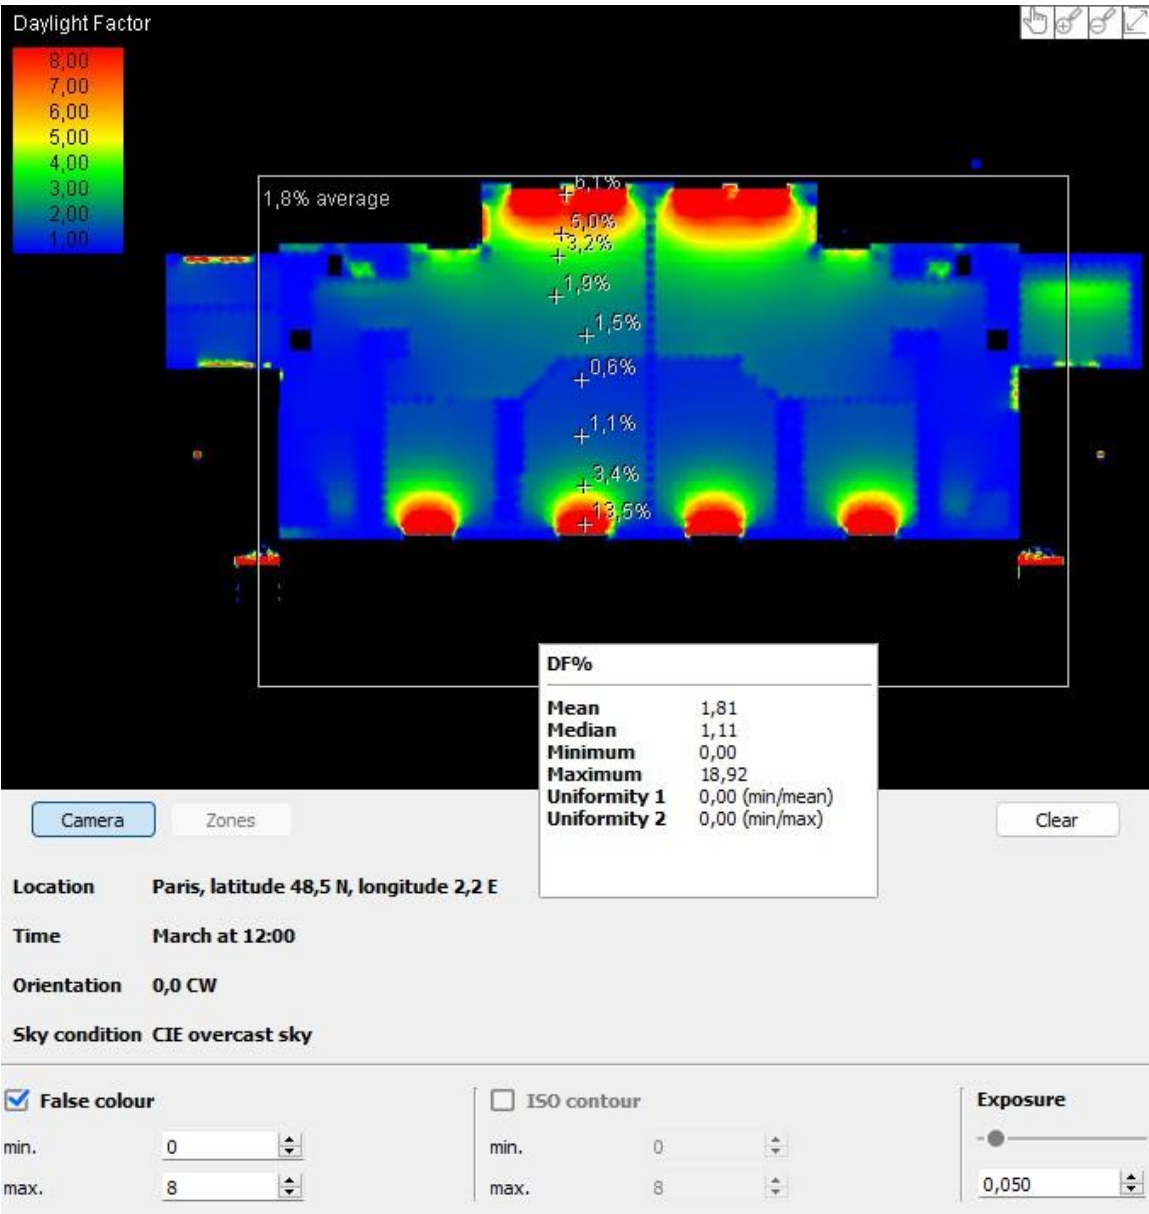 Daylight Factor
8,00
7,00
6,00
5,00
4,00
3,00
2,00
1,00
1,8% average
6,1%
5,0%
3,2%
1,9%
1,5%
0,6%
1,1%
3,4%
13,5%
DF%
Mean 1,81
Median 1,11
Minimum 0,00
Maximum 18,92
Uniformity 1 0,00 (min/mean)
Uniformity 2 0,00 (min/max)
Camera Zones Clear
Location Paris, latitude 48,5 N, longitude 2,2 E
Time March at 12:00
Orientation 0,0 CW
Sky condition CIE overcast sky
False colour ISO contour Exposure
min. 0 min. 0
max. 8 max. 8 0,050